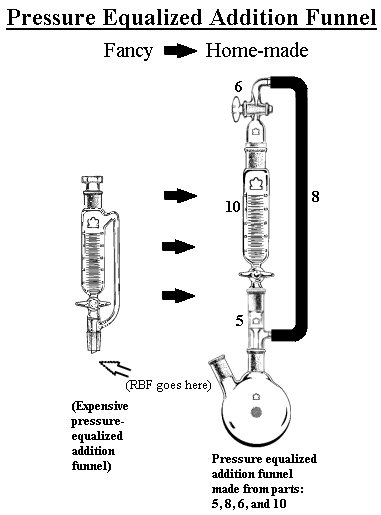 Pressure Equalized Addition Funnel
Fancy Home-made
6
10
8
5
(RBF goes here)
(Expensive
pressure-
equalized
addition
funnel)
Pressure equalized
addition funnel
made from parts:
5, 8, 6, and 10